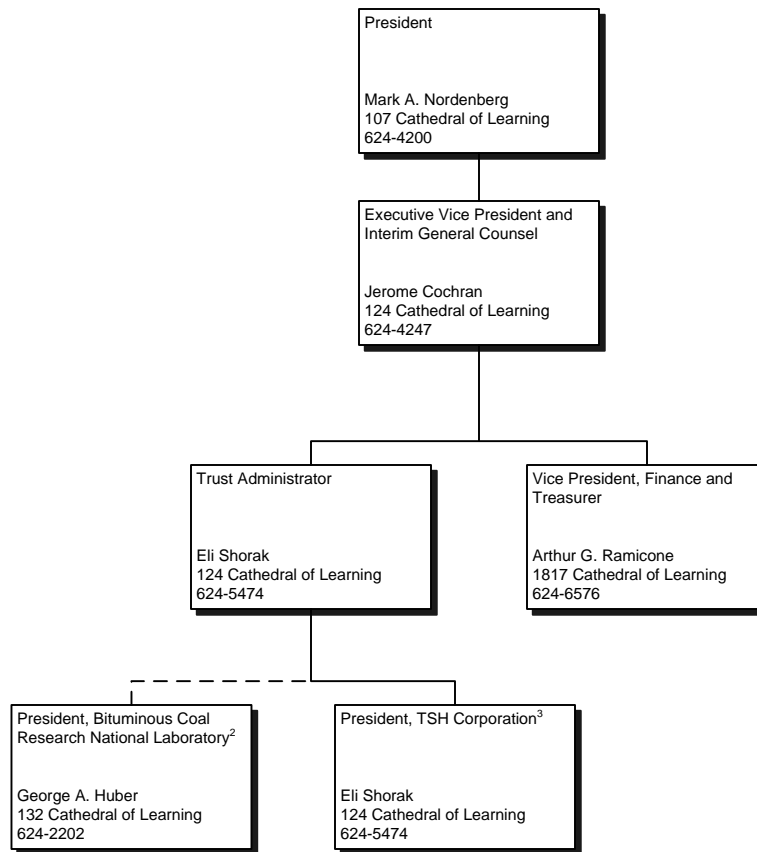 President
Mark A. Nordenberg
107 Cathedral of Learning
624-4200
Executive Vice President and
Interim General Counsel
Jerome Cochran
124 Cathedral of Learning
624-4247
Trust Administrator
Eli Shorak
124 Cathedral of Learning
624-5474
Vice President, Finance and
Treasurer
Arthur G. Ramicone
1817 Cathedral of Learning
624-6576
President, Bituminous Coal
Research National Laboratory²
George A. Huber
132 Cathedral of Learning
624-2202
President, TSH Corporation³
Eli Shorak
124 Cathedral of Learning
624-5474